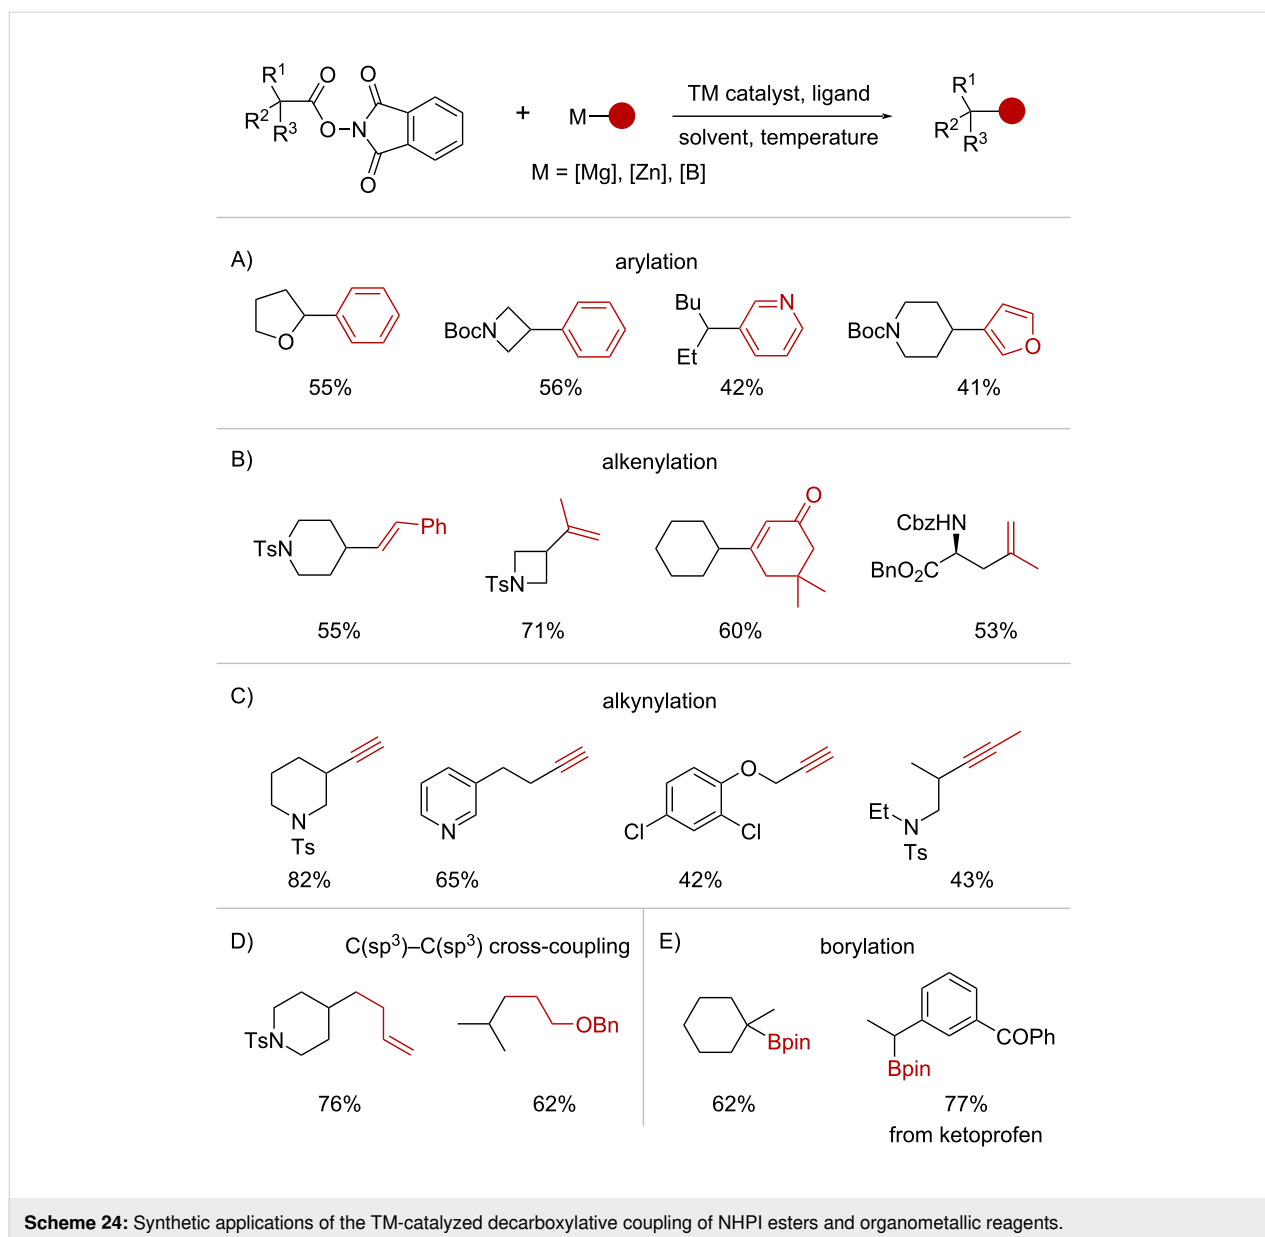 R1 O O
R2 R3 O N
O
+ M
M = [Mg], [Zn], [B]
TM catalyst, ligand
solvent, temperature
R1
R2 R3
A) arylation
O
BocN
Bu
N
Et
BocN
O
55% 56% 42% 41%
B) alkenylation
TsN Ph
TsN
O
CbzHN
BnO2C
55% 71% 60% 53%
C) alkynylation
N
Ts
N
O
Cl Cl
Et N
Ts
82% 65% 42% 43%
D) C(sp3)–C(sp3) cross-coupling
TsN
OBn
76% 62%
E) borylation
Bpin
COPh
Bpin
62% 77%
from ketoprofen
Scheme 24: Synthetic applications of the TM-catalyzed decarboxylative coupling of NHPI esters and organometallic reagents.